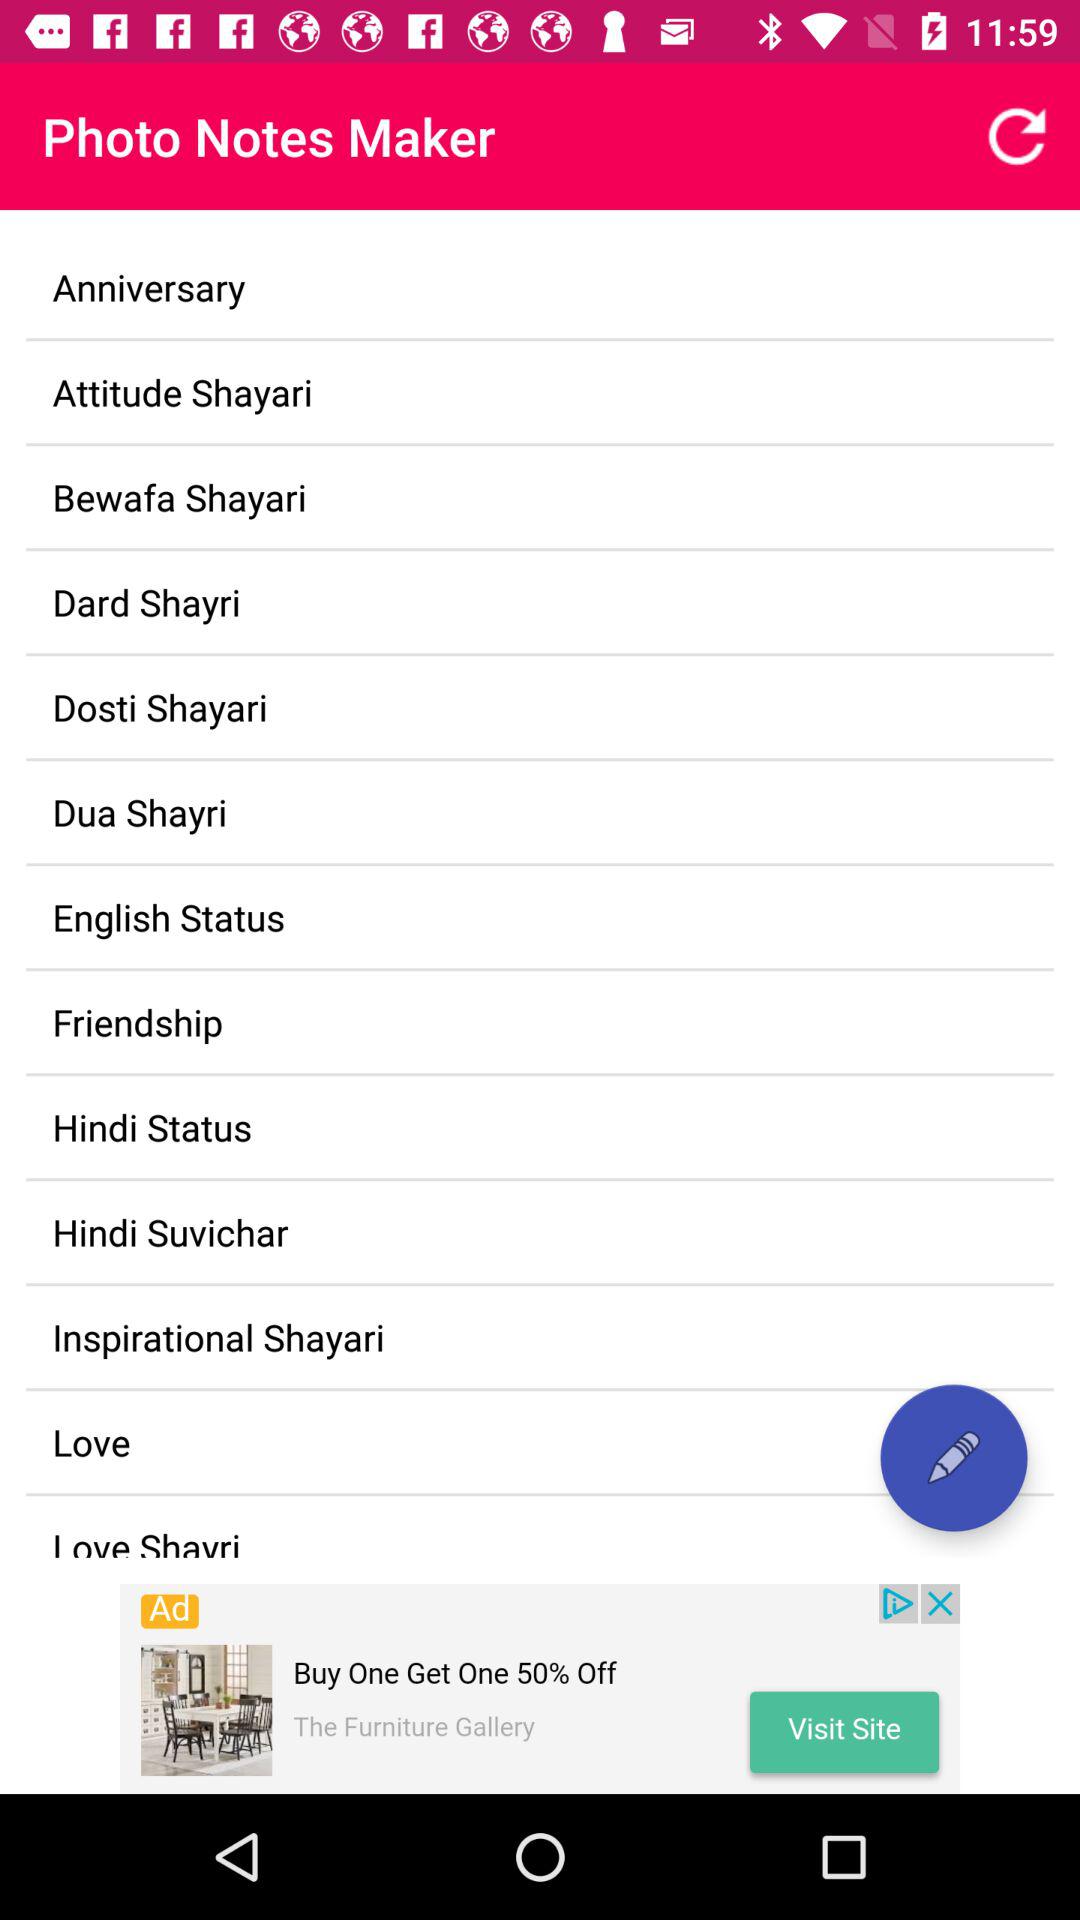 11:59
Photo Notes Maker
Anniversary
Attitude Shayari
Bewafa Shayari
Dard Shayri
Dosti Shayari
Dua Shayri
English Status
Friendship
Hindi Status
Hindi Suvichar
Inspirational Shayari
Love
Love Shayri
Ad
Buy One Get One 50% Off
The Furniture Gallery
Visit Site